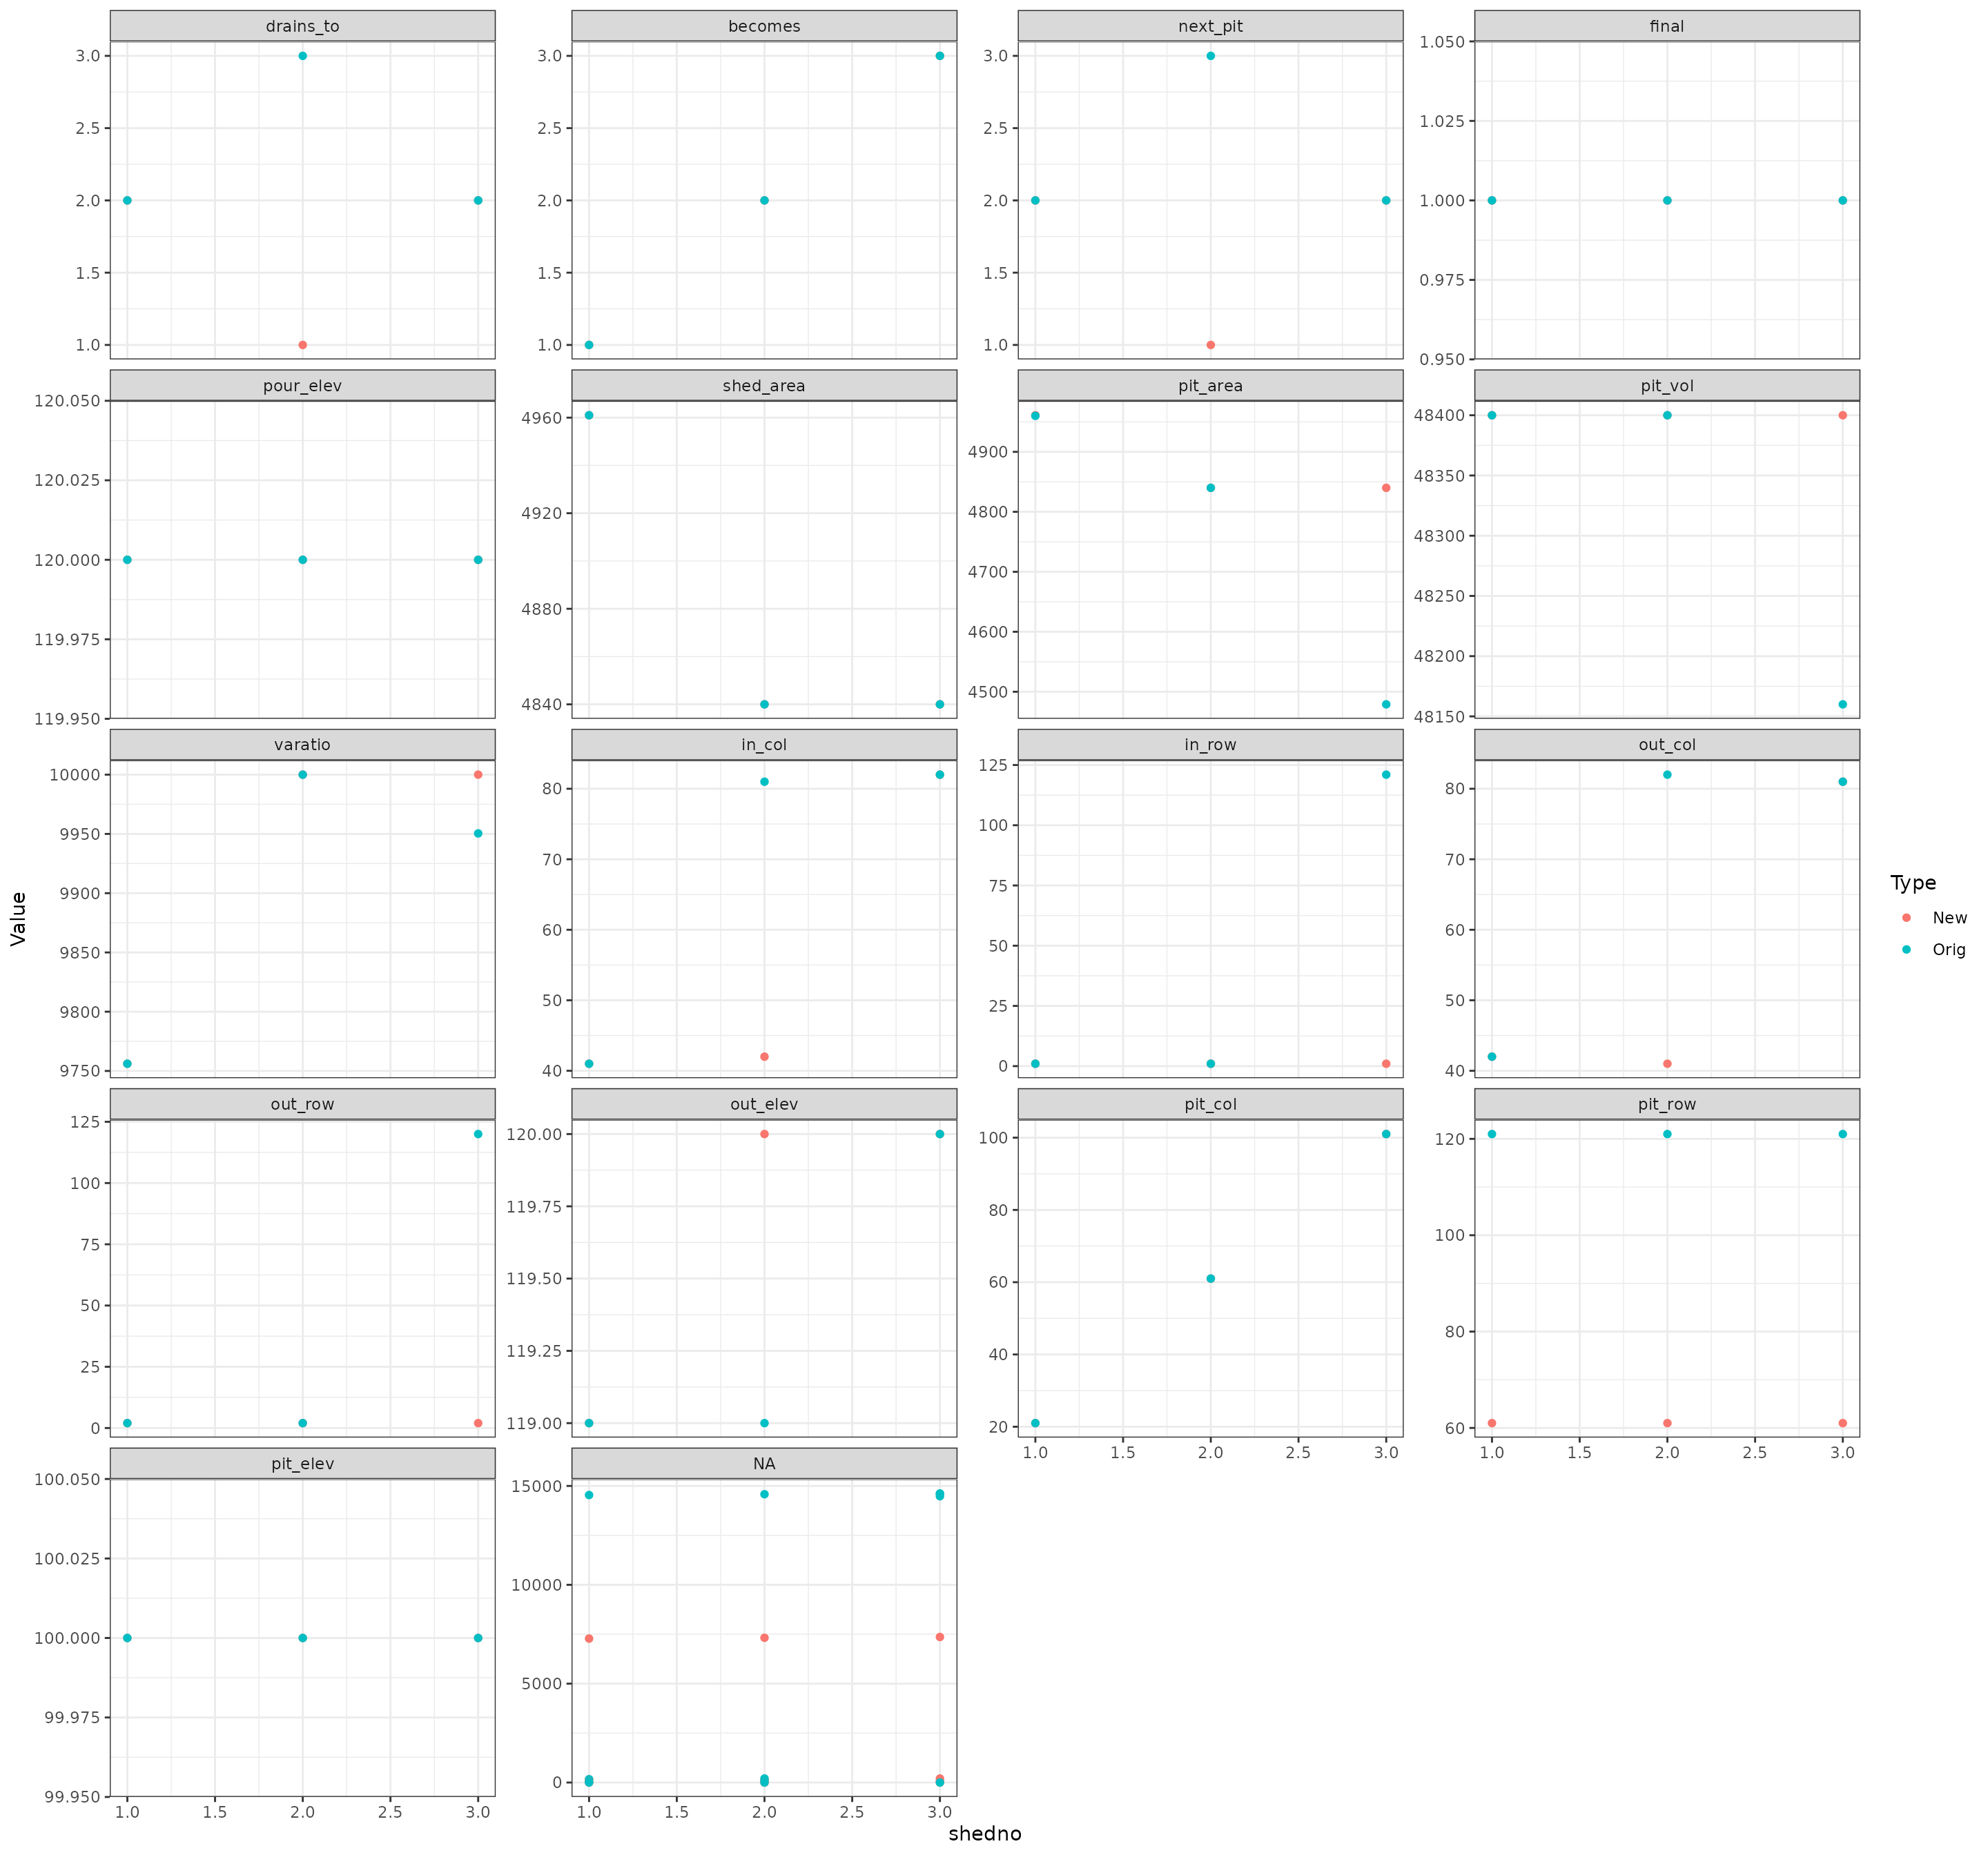 drains_to becomes next_pit final
3.0 3.0 3.0 1.050
2.5 2.5 2.5 1.025
2.0 2.0 2.0 1.000
1.5 1.5 1.5 0.975
1.0 1.0 1.0 0.950
pour_elev shed_area pit_area pit_vol
120.050 4960 4900 48400
120.025 4920 4800 48350
120.000 4880 4700 48300
119.975 4840 4600 48250
119.950 4500 48200
48150
varatio in_col in_row out_col
10000 80 125 80
9950 70 100 70
9900 60 75 60
9850 50 50 50
9800 40 25 40
9750 0
Value
Type
New
Orig
out_row out_elev pit_col pit_row
125 120.00 100 120
100 119.75 80 100
75 119.50 60 80
50 119.25 40 60
25 119.00 20
0
1.0 1.5 2.0 2.5 3.0 1.0 1.5 2.0 2.5 3.0
pit_elev NA
100.050 15000
100.025 10000
100.000 5000
99.975 0
99.950
1.0 1.5 2.0 2.5 3.0 1.0 1.5 2.0 2.5 3.0
shedno